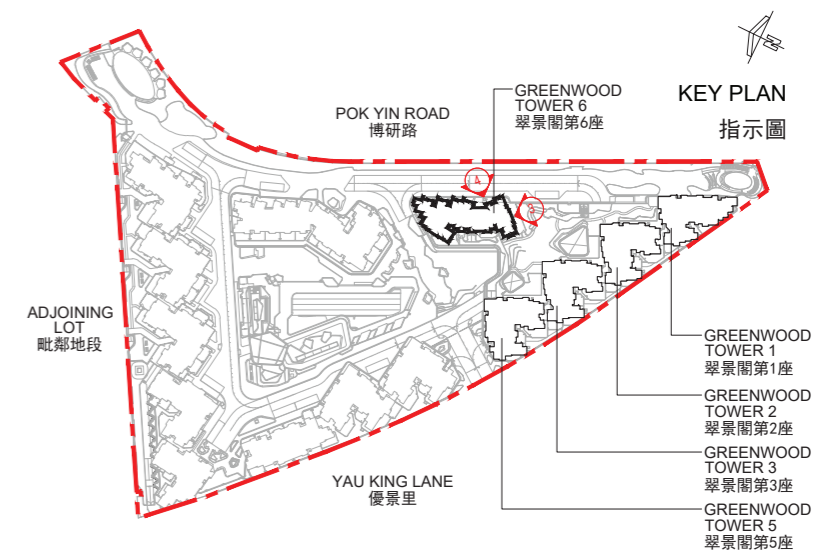 KEY PLAN
指示圖
GREENWOOD
TOWER 6
翠景閣第6座
POK YIN ROAD
博研路
4
3
ADJOINING
LOT
毗鄰地段
GREENWOOD
TOWER 1
翠景閣第1座
GREENWOOD
TOWER 2
翠景閣第2座
GREENWOOD
TOWER 3
翠景閣第3座
GREENWOOD
TOWER 5
翠景閣第5座
YAU KING LANE
優景里